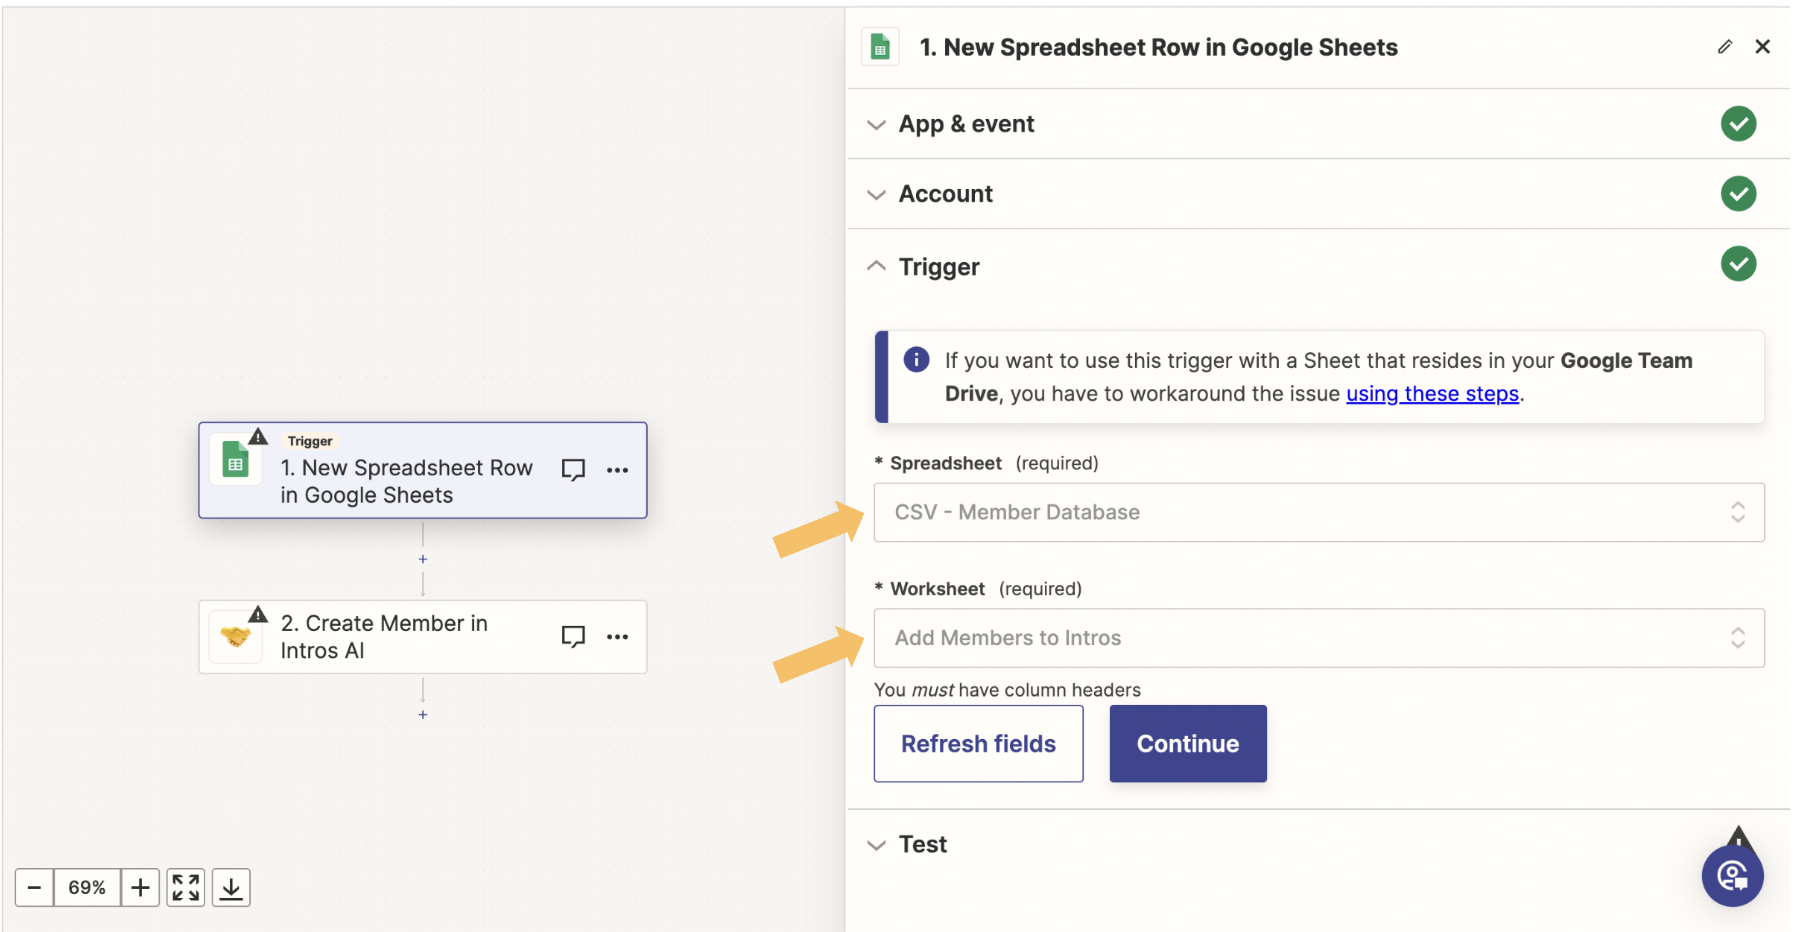 Trigger
1. New Spreadsheet Row
in Google Sheets
2. Create Member in
Intros AI
69%
1. New Spreadsheet Row in Google Sheets
App & event
Account
Trigger
If you want to use this trigger with a Sheet that resides in your Google Team
Drive, you have to workaround the issue using these steps.
* Spreadsheet (required)
CSV - Member Database
* Worksheet (required)
Add Members to Intros
You must have column headers
Refresh fields
Continue
Test